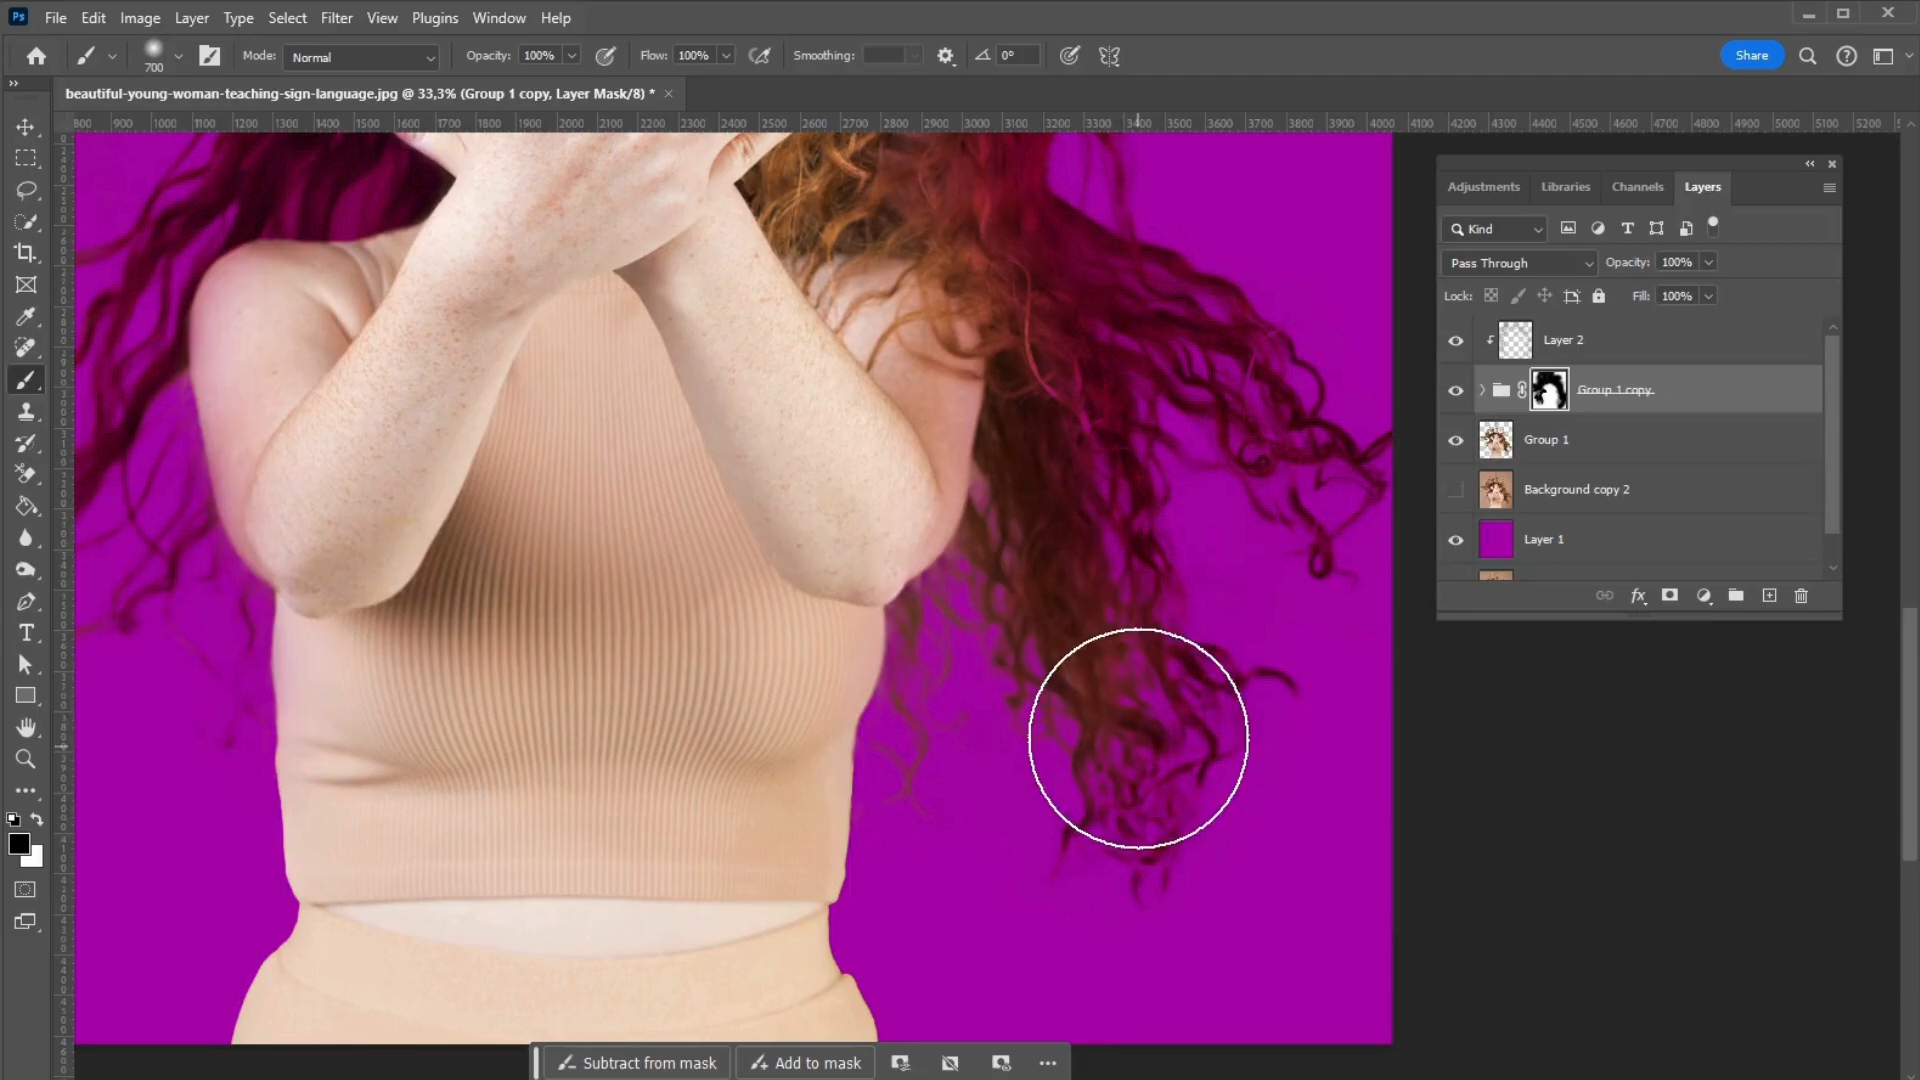 Ps File Edit Image Layer Type Select Filter View Plugins Window Help
700 Mode: Normal Opacity: 100% Flow: 100% Smoothing: 0° Share
beautiful-young-woman-teaching-sign-language.jpg @ 33,3% (Group 1 copy, Layer Mask/8) *
800 900 1000 1100 1200 1300 1400 1500 1600 1700 1800 1900 2000 2100 2200 2300 2400 2500 2600 2700 2800 2900 3000 3100 3200 3300 3400 3500 3600 3700 3800 3900 4000 4100 4200 4300 4400 4500 4600 4700 4800 4900 5000 5100 5200
Adjustments Libraries Channels Layers
Kind
Pass Through Opacity: 100%
Lock: Fill: 100%
Layer 2
Group 1 copy
Group 1
Background copy 2
Layer 1
fx
Subtract from mask Add to mask